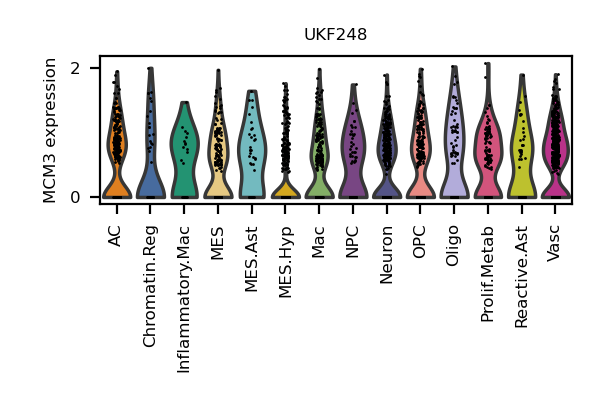 UKF248
MCM3 expression
2
0
AC
Chromatin.Reg
Inflammatory.Mac
MES
MES.Ast
MES.Hyp
Mac
NPC
Neuron
OPC
Oligo
Prolif.Metab
Reactive.Ast
Vasc